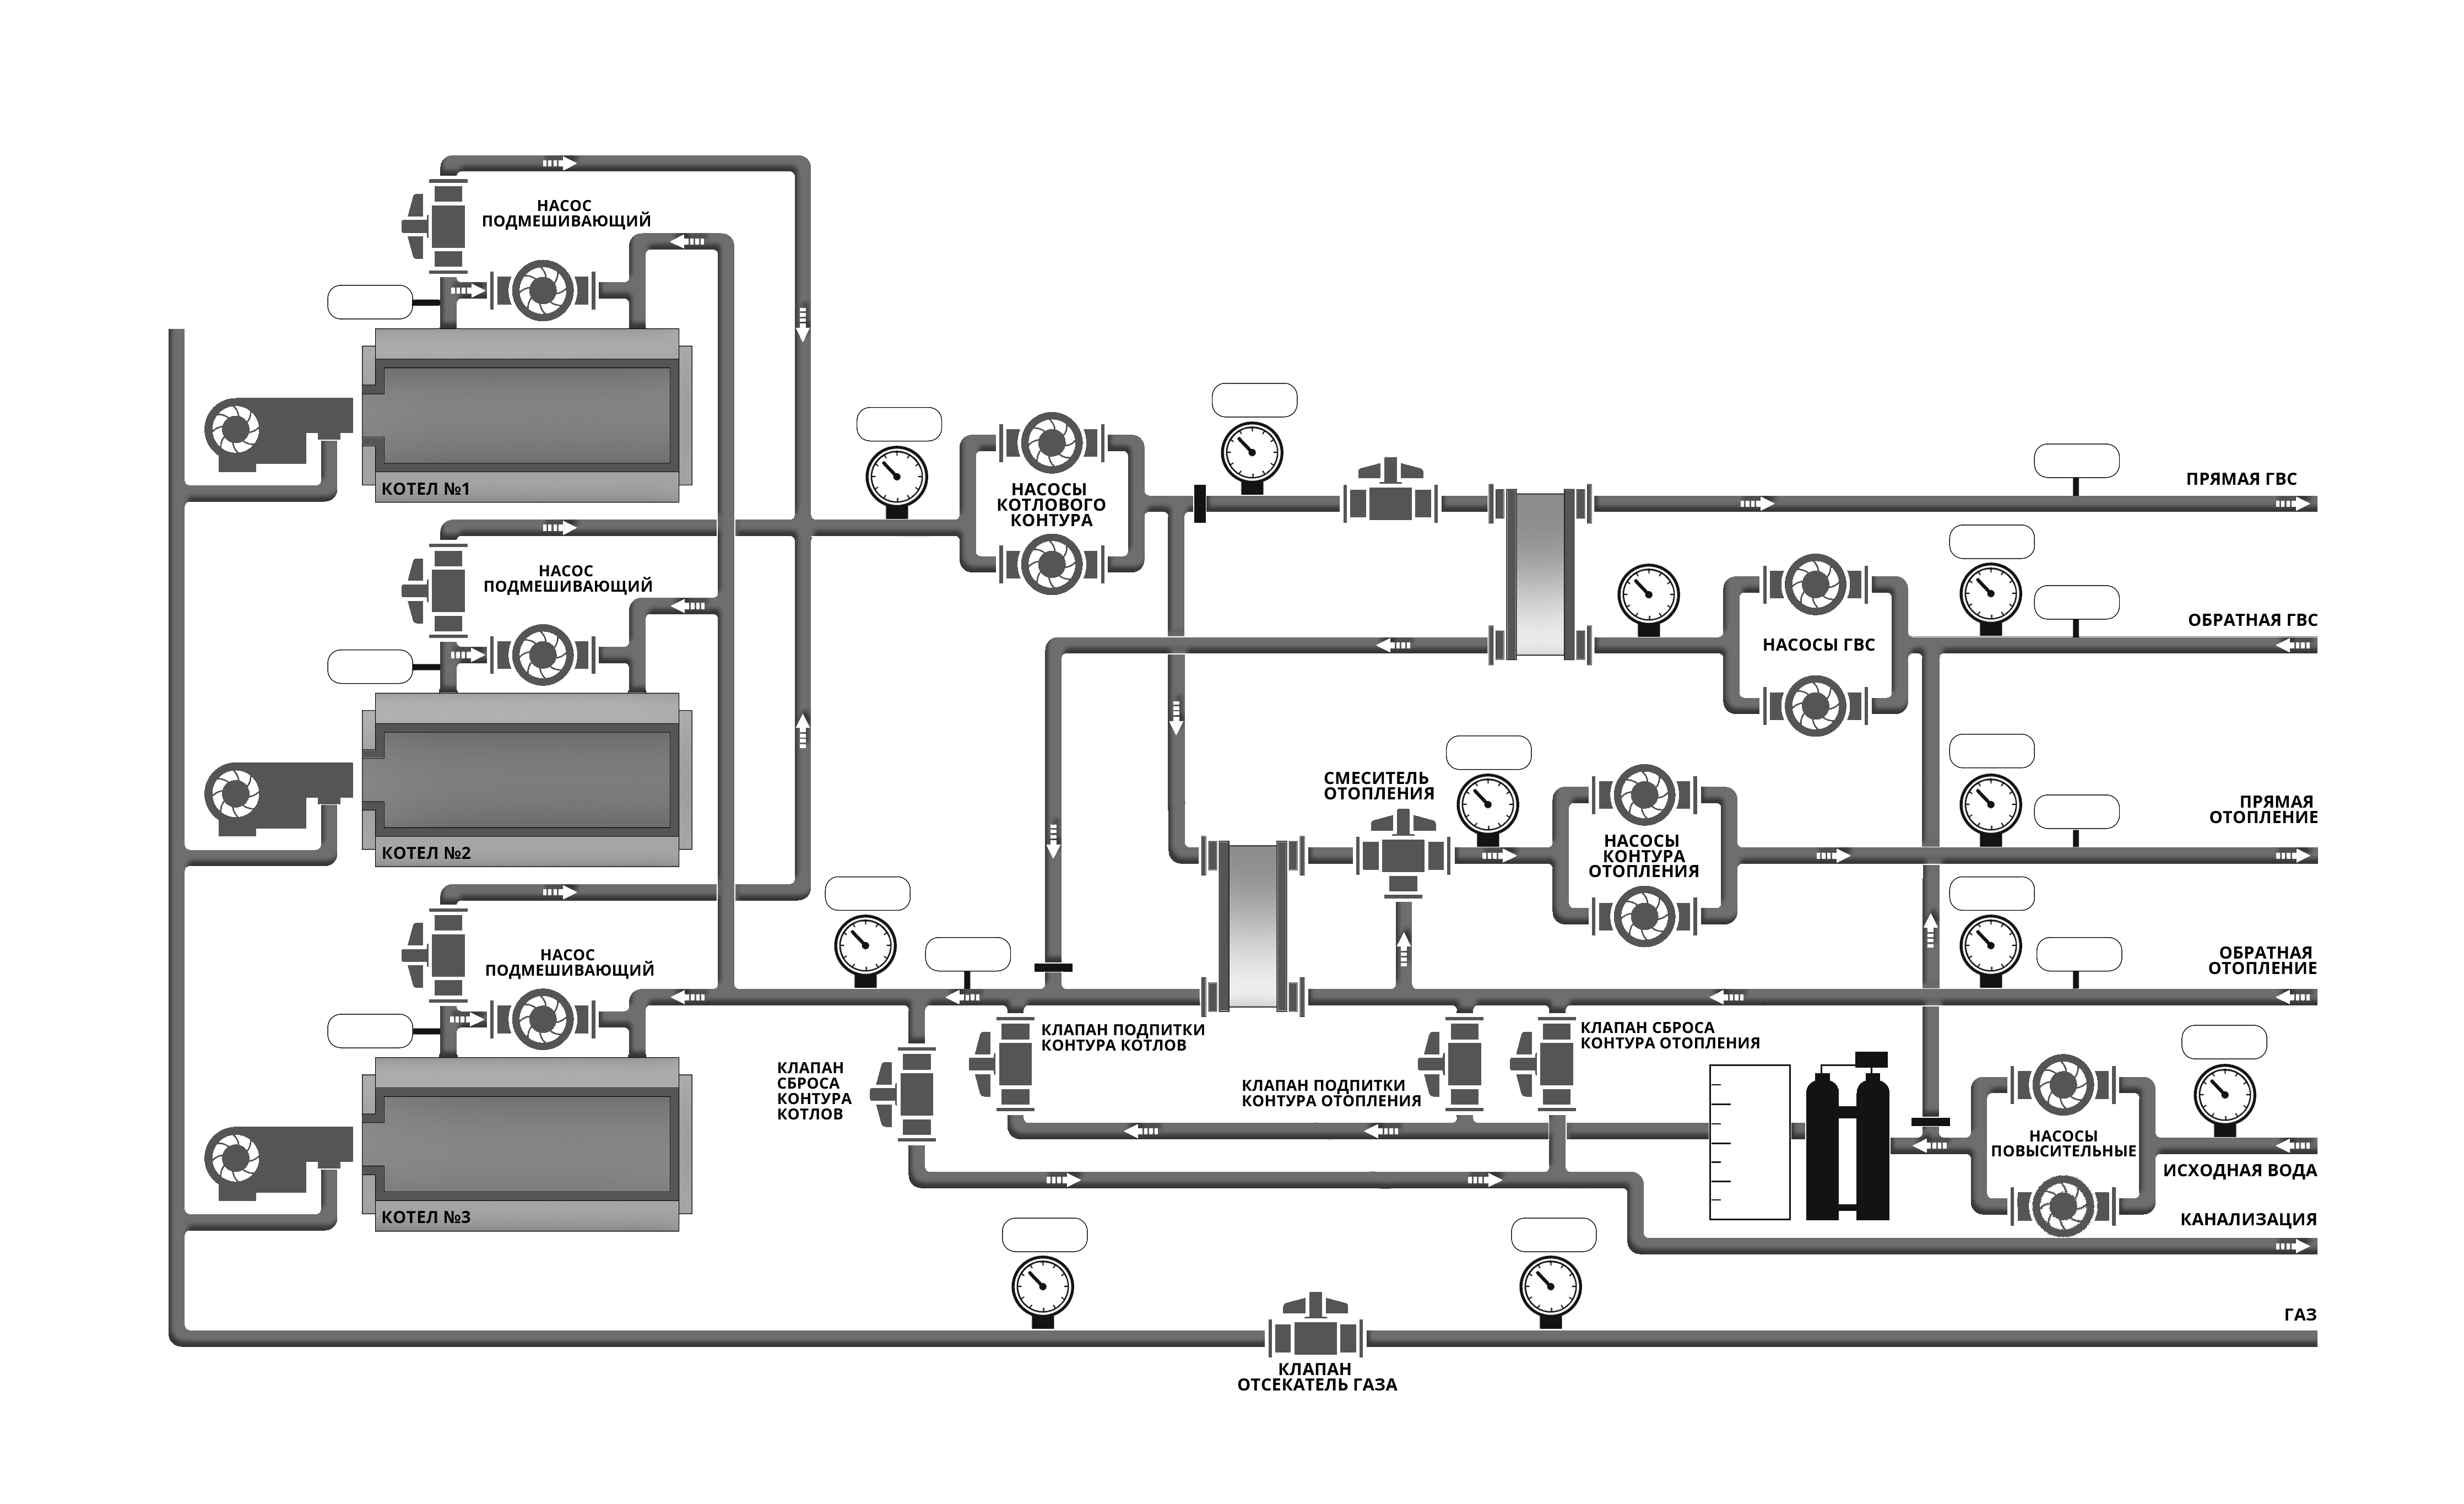 НАСОС
ПОДМЕШИВАЮЩИЙ
КОТЕЛ №1
НАСОСЫ
КОТЛОВОГО
КОНТУРА
ПРЯМАЯ ГВС
НАСОС
ПОДМЕШИВАЮЩИЙ
ОБРАТНАЯ ГВС
НАСОСЫ ГВС
СМЕСИТЕЛЬ
ОТОПЛЕНИЯ
ПРЯМАЯ
ОТОПЛЕНИЕ
НАСОСЫ
КОНТУРА
ОТОПЛЕНИЯ
КОТЕЛ №2
НАСОС
ПОДМЕШИВАЮЩИЙ
ОБРАТНАЯ
ОТОПЛЕНИЕ
КЛАПАН ПОДПИТКИ
КОНТУРА КОТЛОВ
КЛАПАН СБРОСА
КОНТУРА ОТОПЛЕНИЯ
КЛАПАН
СБРОСА
КОНТУРА
КОТЛОВ
КЛАПАН ПОДПИТКИ
КОНТУРА ОТОПЛЕНИЯ
НАСОСЫ
ПОВЫСИТЕЛЬНЫЕ
ИСХОДНАЯ ВОДА
КОТЕЛ №3
КАНАЛИЗАЦИЯ
ГАЗ
КЛАПАН
ОТСЕКАТЕЛЬ ГАЗА